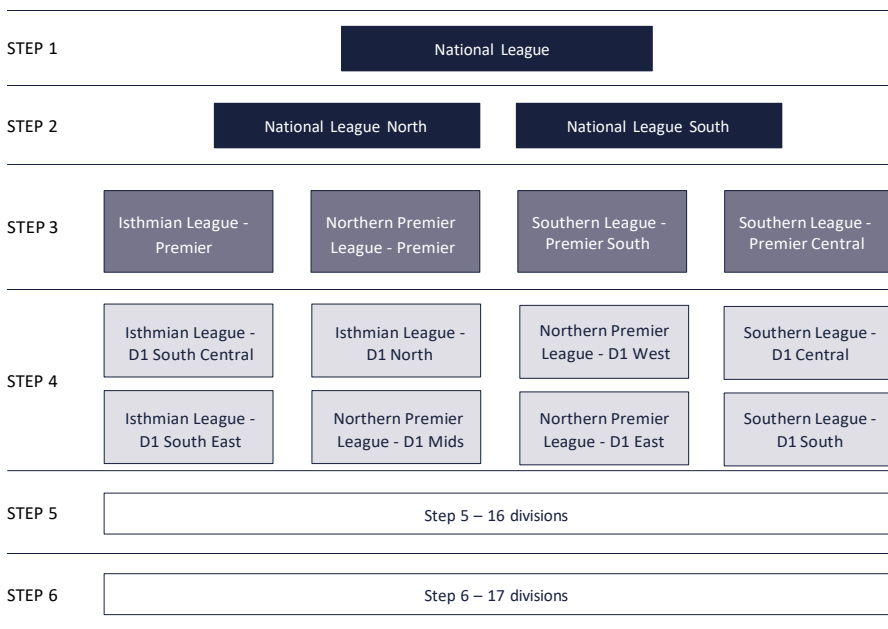 STEP 1
National League
STEP 2
National League North
National League South
STEP 3
Isthmian League -
Premier
Northern Premier
League - Premier
Southern League -
Premier South
Southern League -
Premier Central
STEP 4
Isthmian League -
D1 South Central
Isthmian League -
D1 North
Northern Premier
League - D1 West
Southern League -
D1 Central
Isthmian League -
D1 South East
Northern Premier
League - D1 Mids
Northern Premier
League - D1 East
Southern League -
D1 South
STEP 5
Step 5 – 16 divisions
STEP 6
Step 6 – 17 divisions